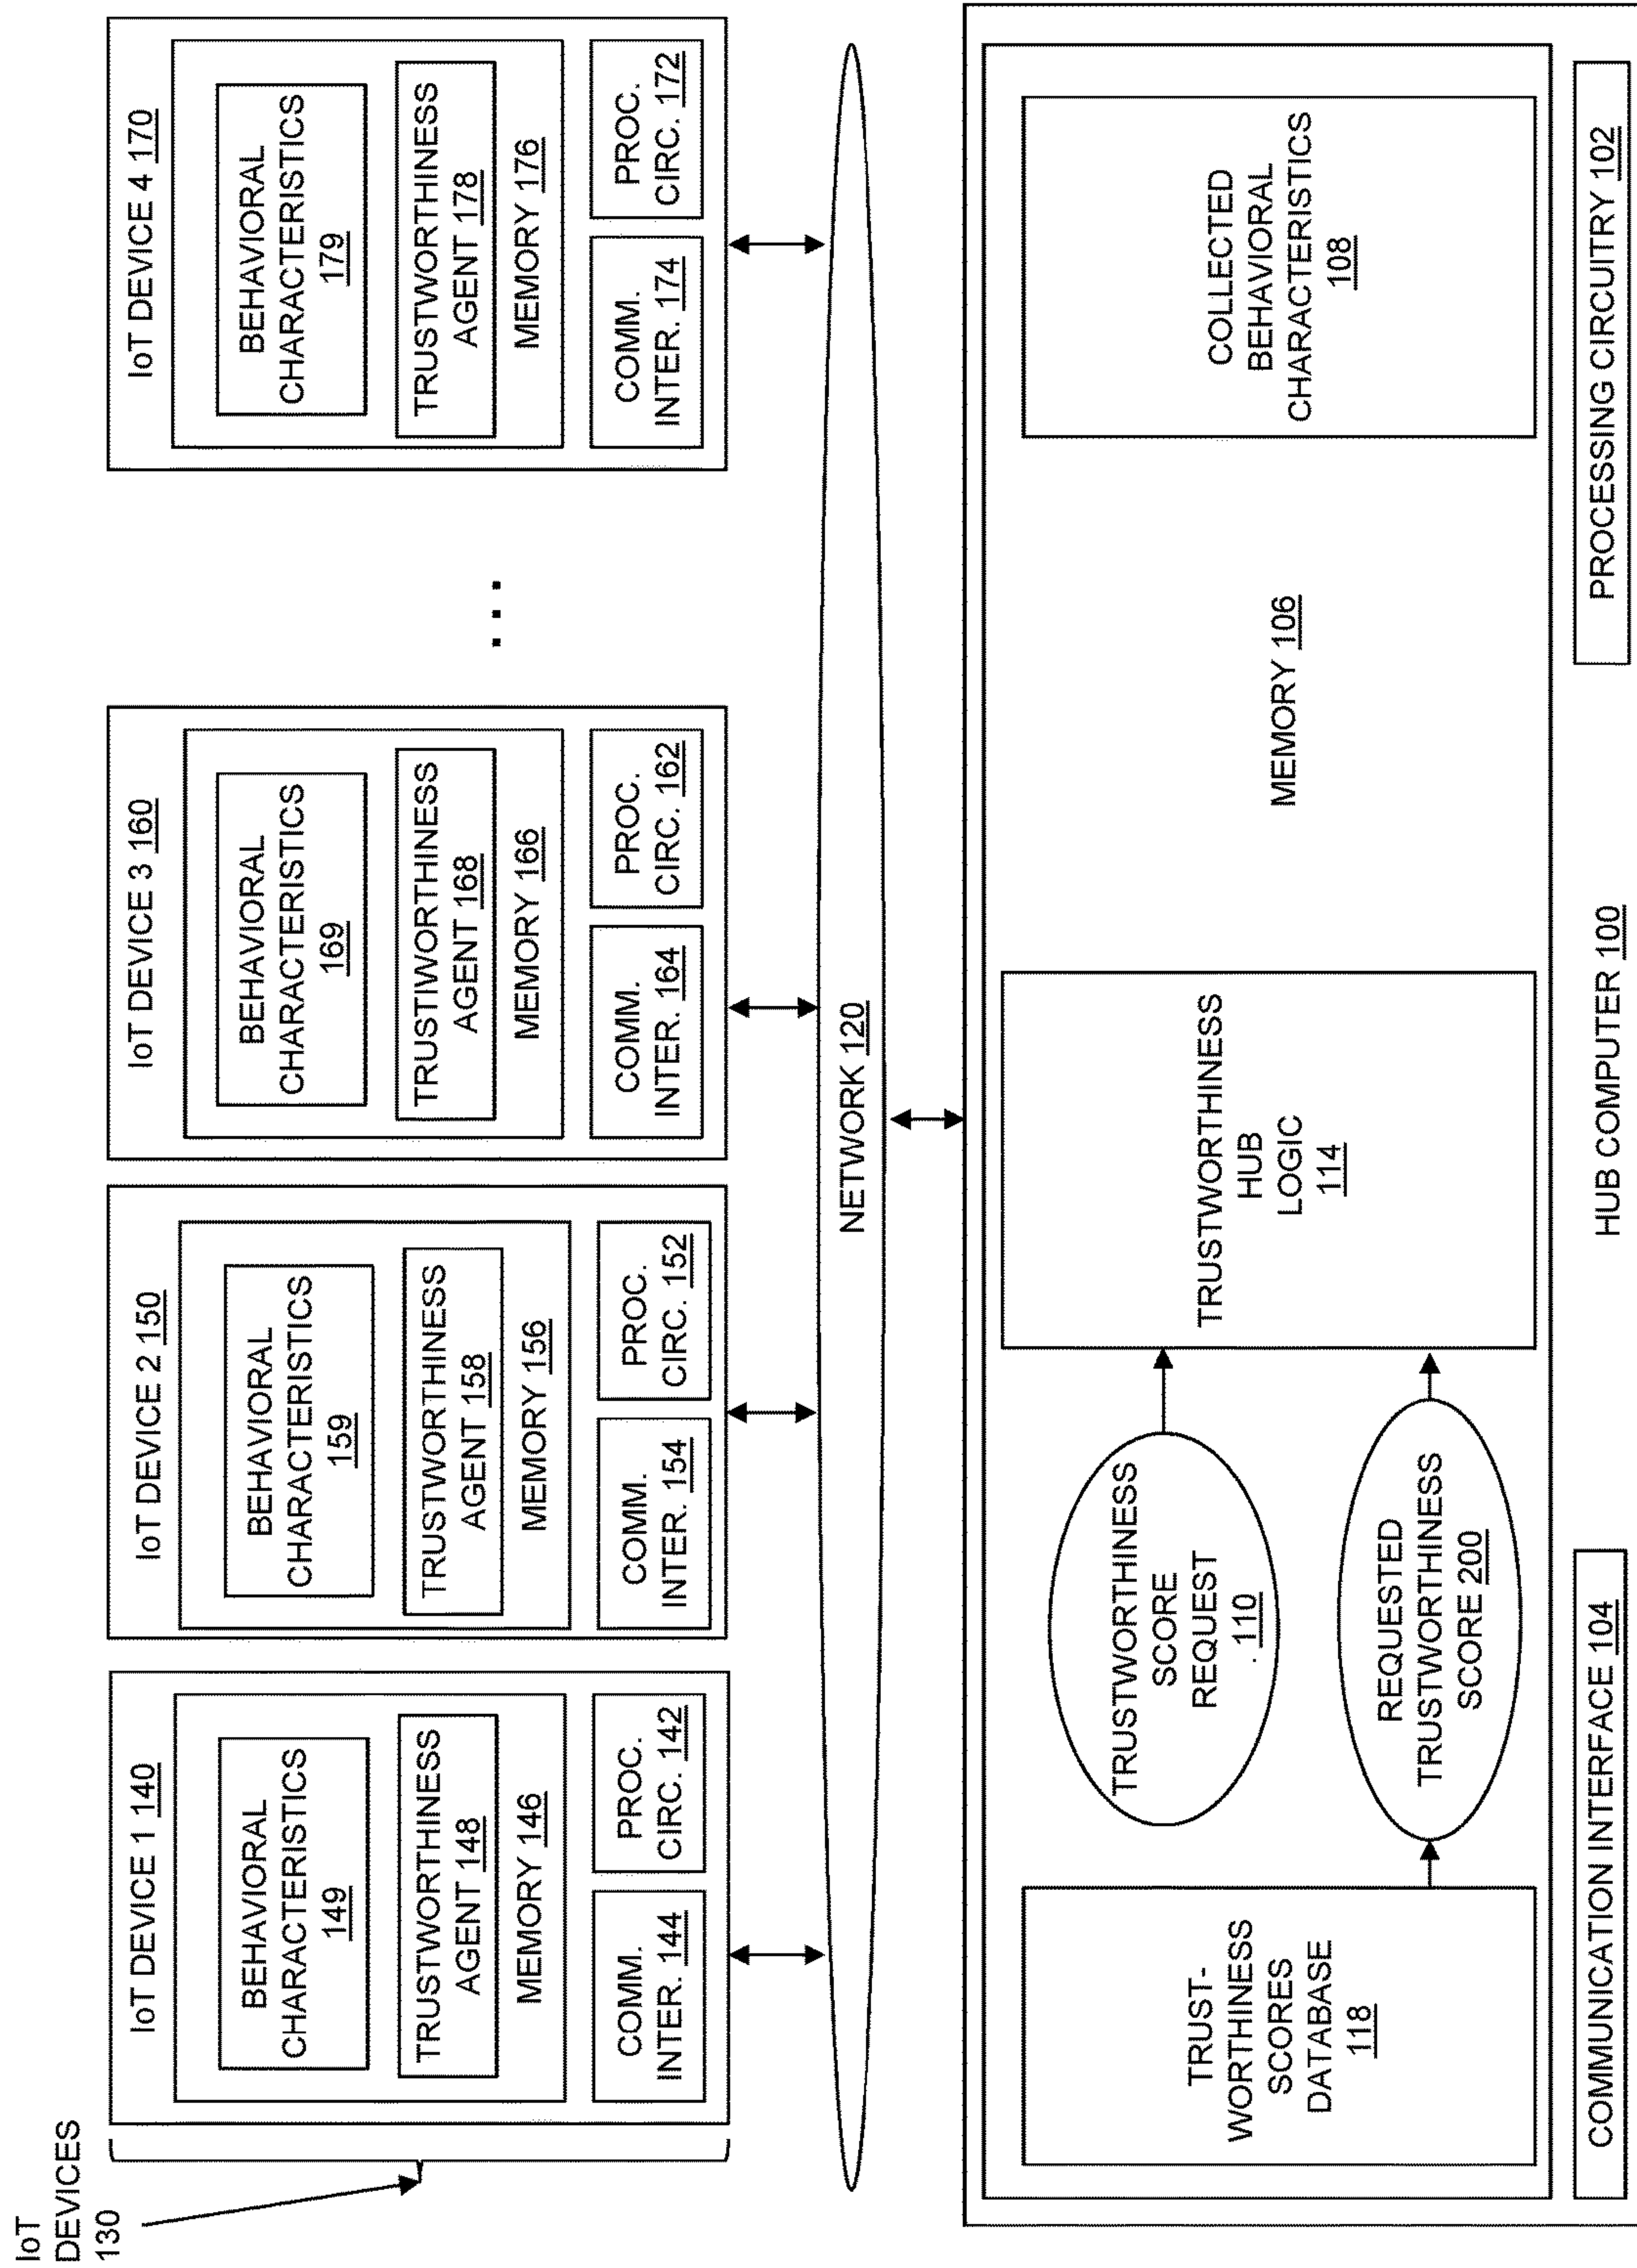 IoT
DEVICES
130
IoT DEVICE 1 140
BEHAVIORAL
CHARACTERISTICS
149
TRUSTWORTHINESS
AGENT 148
MEMORY 146
COMM.
INTER. 144
PROC.
CIRC. 142
IoT DEVICE 2 150
BEHAVIORAL
CHARACTERISTICS
159
TRUSTWORTHINESS
AGENT 158
MEMORY 156
COMM.
INTER. 154
PROC.
CIRC. 152
IoT DEVICE 3 160
BEHAVIORAL
CHARACTERISTICS
169
TRUSTIWORTHINESS
AGENT 168
MEMORY 166
COMM.
INTER. 164
PROC.
CIRC. 162
...
IoT DEVICE 4 170
BEHAVIORAL
CHARACTERISTICS
179
TRUSTWORTHINESS
AGENT 178
MEMORY 176
COMM.
INTER. 174
PROC.
CIRC. 172
NETWORK 120
TRUST-
WORTHINESS
SCORES
DATABASE
118
TRUSTWORTHINESS
SCORE
REQUEST
. 110
REQUESTED
TRUSTWORTHINESS
SCORE 200
TRUSTWORTHINESS
HUB
LOGIC
114
MEMORY 106
COLLECTED
BEHAVIORAL
CHARACTERISTICS
108
COMMUNICATION INTERFACE 104
HUB COMPUTER 100
PROCESSING CIRCUITRY 102